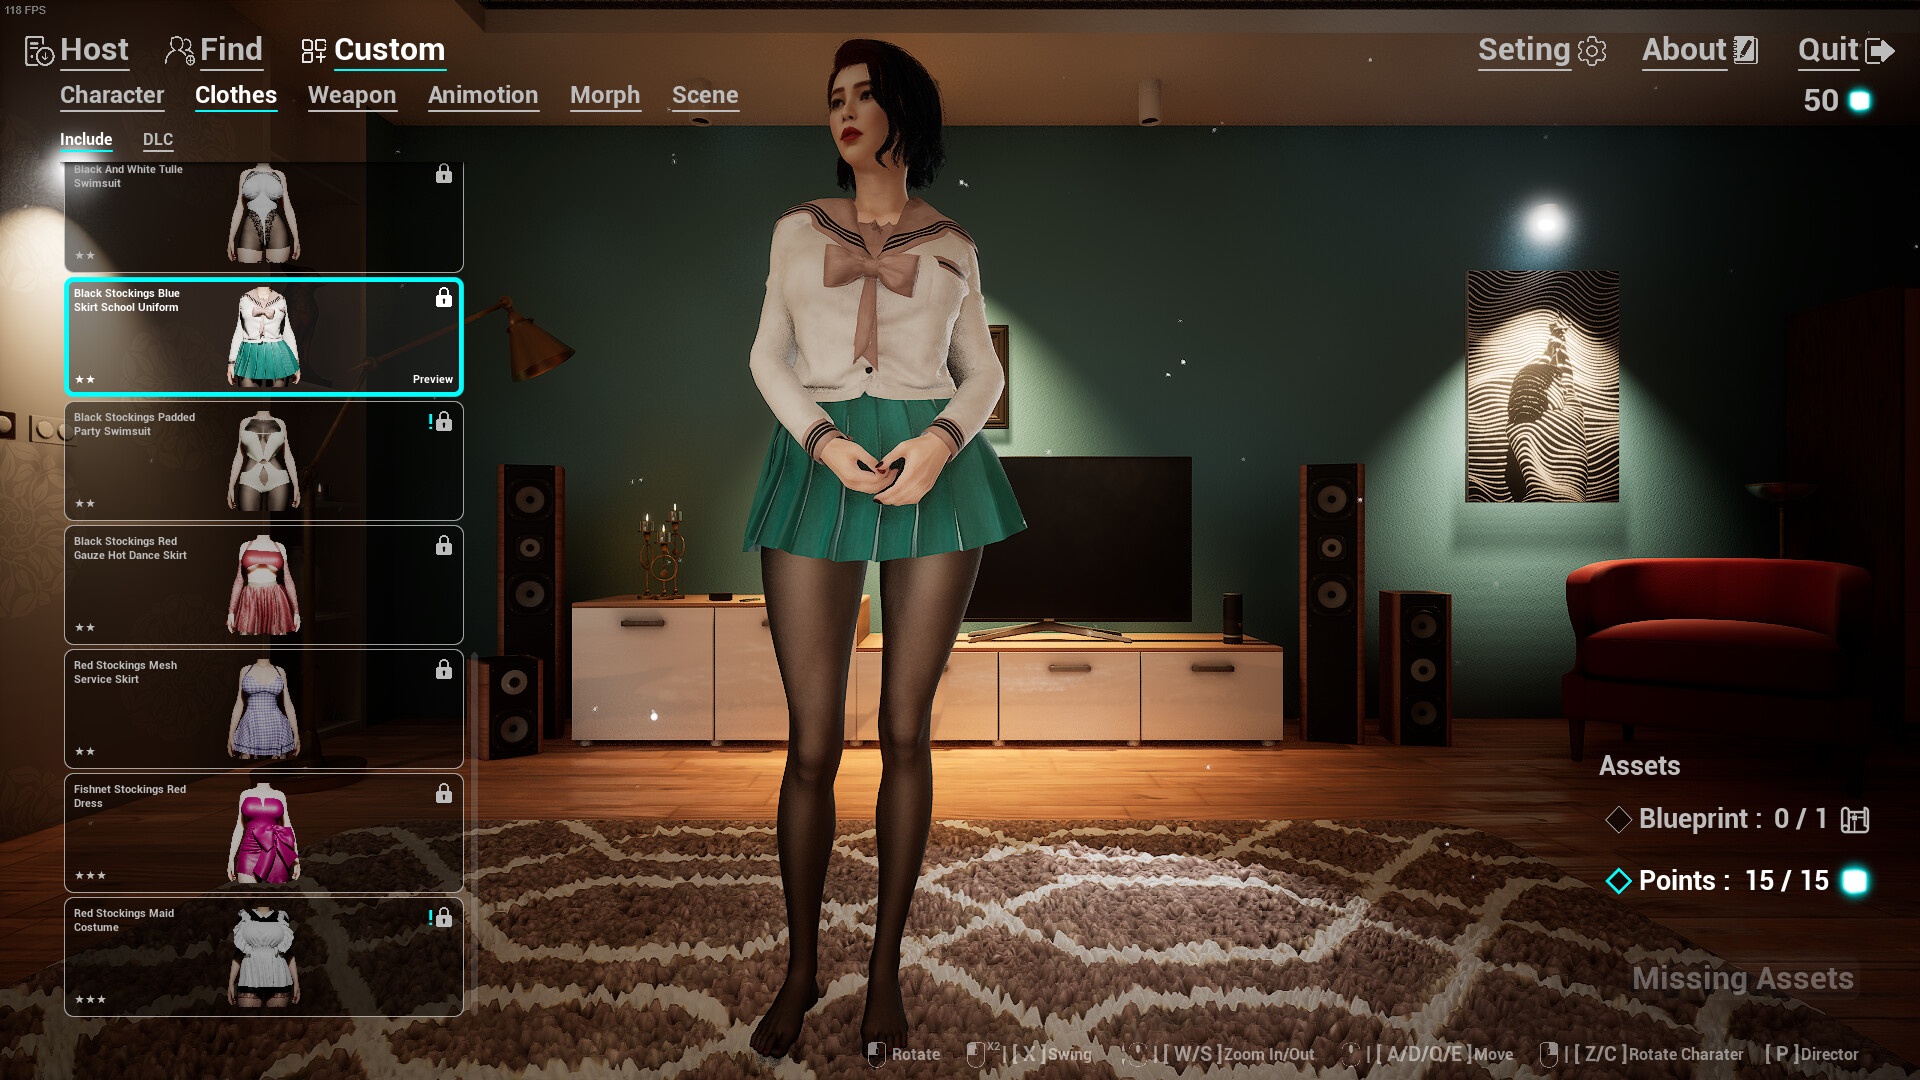 118 FPS
Host
Find
Custom
Seting
About
Quit
Character
Clothes
Weapon
Animotion
Morph
Scene
50
Include
DLC
Black And White Tulle
Swimsuit
★★
Black Stockings Blue
Skirt School Uniform
★★
Preview
Black Stockings Padded
Party Swimsuit
!
★★
Black Stockings Red
Gauze Hot Dance Skirt
★★
Red Stockings Mesh
Service Skirt
★★
Fishnet Stockings Red
Dress
★★★
Red Stockings Maid
Costume
!
★★★
Assets
Blueprint : 0 / 1
Points : 15 / 15
Missing Assets
Rotate
X2 | [ X ]Swing
| [ W/S ]Zoom In/Out
| [ A/D/Q/E ]Move
| [ Z/C ]Rotate Charater
[ P ]Director